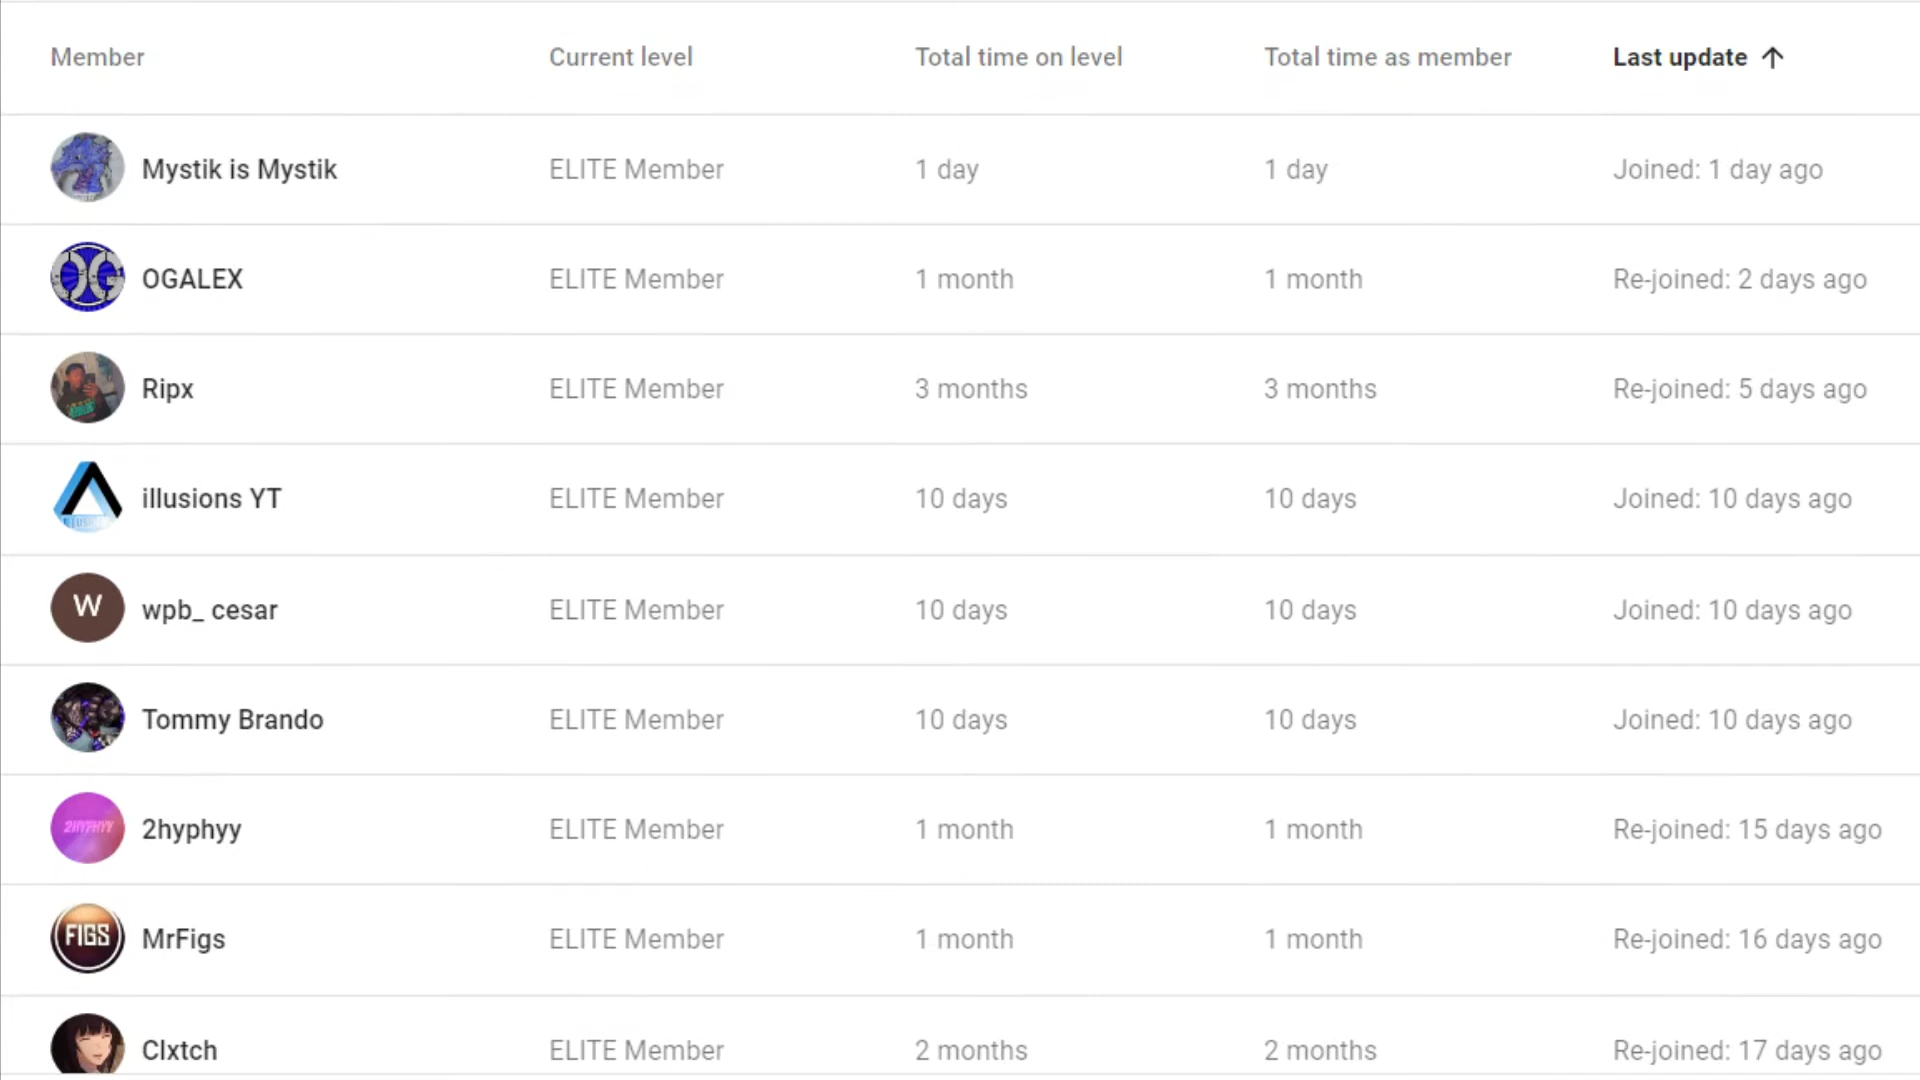 Member Current level Total time on level Total time as member Last update
Mystik is Mystik ELITE Member 1 day 1 day Joined: 1 day ago
OG OGALEX ELITE Member 1 month 1 month Re-joined: 2 days ago
Ripx ELITE Member 3 months 3 months Re-joined: 5 days ago
illusions YT ELITE Member 10 days 10 days Joined: 10 days ago
W wpb_ cesar ELITE Member 10 days 10 days Joined: 10 days ago
Tommy Brando ELITE Member 10 days 10 days Joined: 10 days ago
2HYPHYY 2hyphyy ELITE Member 1 month 1 month Re-joined: 15 days ago
FIGS MrFigs ELITE Member 1 month 1 month Re-joined: 16 days ago
Clxtch ELITE Member 2 months 2 months Re-joined: 17 days ago